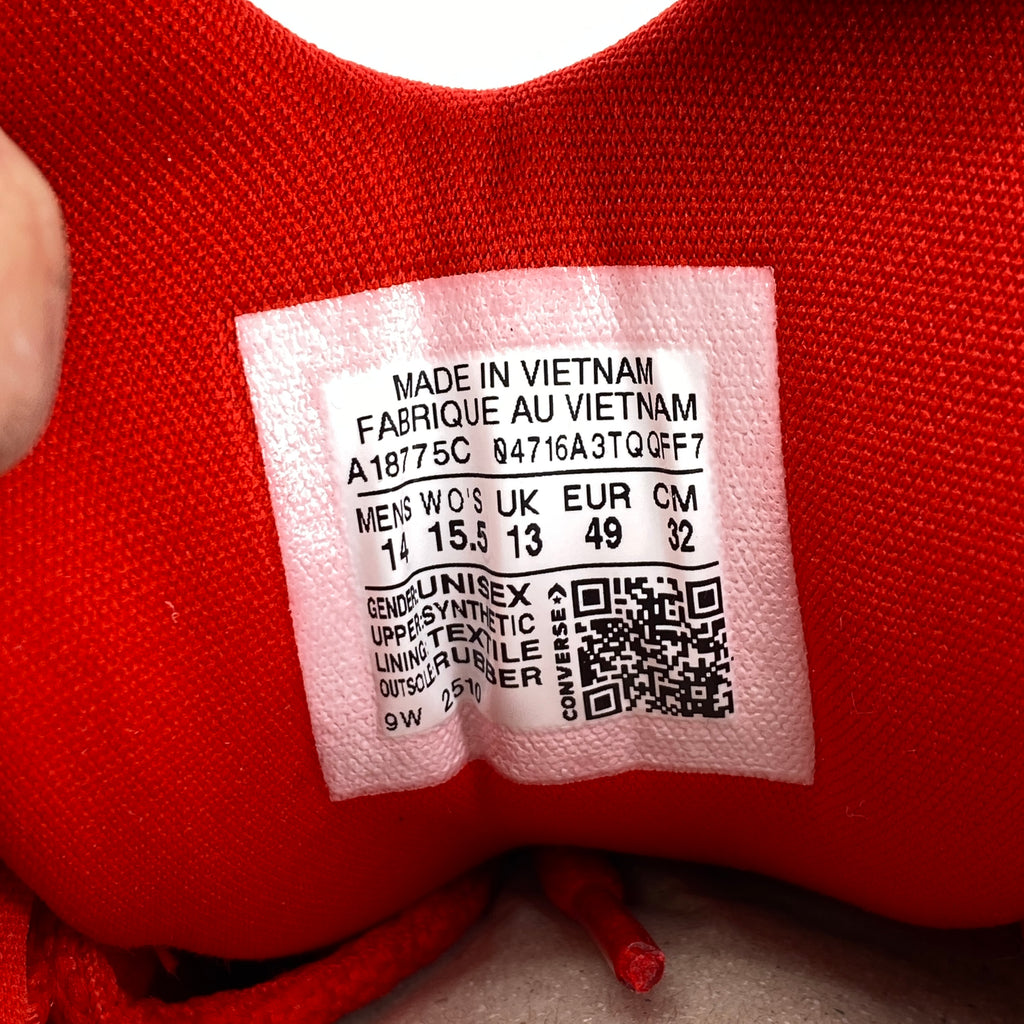 MADE IN VIETNAM
FABRIQUE AU VIETNAM
A18775C 04716A3TQQFF7
MENS WO'S UK EUR CM
14 15.5 13 49 32
GENDER:UNISEX
UPPER:SYNTHETIC
LINING:TEXTILE
OUTSOLE:RUBBER
9W 2510
CONVERSE